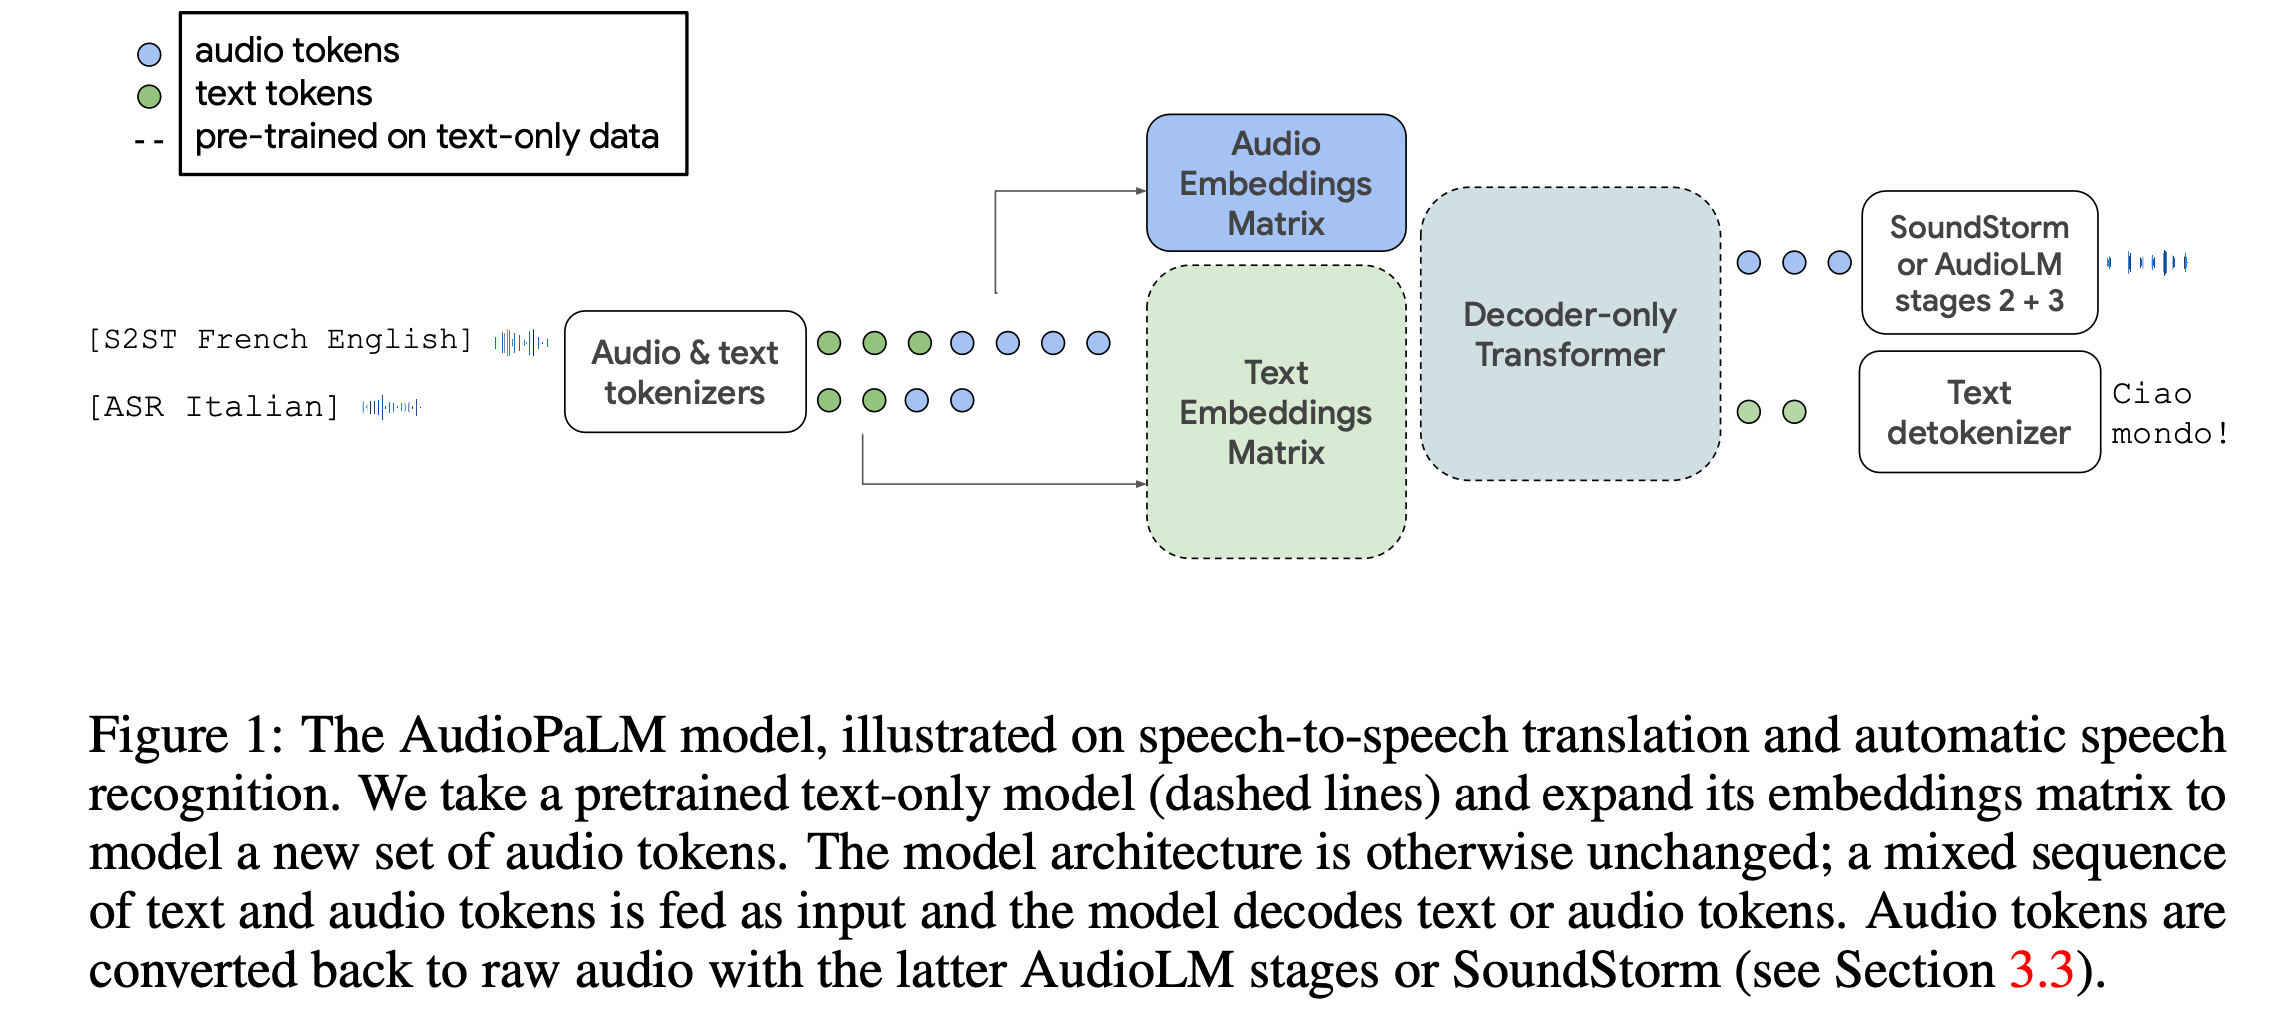 audio tokens
text tokens
-- pre-trained on text-only data
Audio
Embeddings
Matrix
[S2ST French English]
[ASR Italian]
Audio & text
tokenizers
Text
Embeddings
Matrix
Decoder-only
Transformer
SoundStorm
or AudioLM
stages 2 + 3
Text
detokenizer
Ciao
mondo!
Figure 1: The AudioPaLM model, illustrated on speech-to-speech translation and automatic speech
recognition. We take a pretrained text-only model (dashed lines) and expand its embeddings matrix to
model a new set of audio tokens. The model architecture is otherwise unchanged; a mixed sequence
of text and audio tokens is fed as input and the model decodes text or audio tokens. Audio tokens are
converted back to raw audio with the latter AudioLM stages or SoundStorm (see Section 3.3).